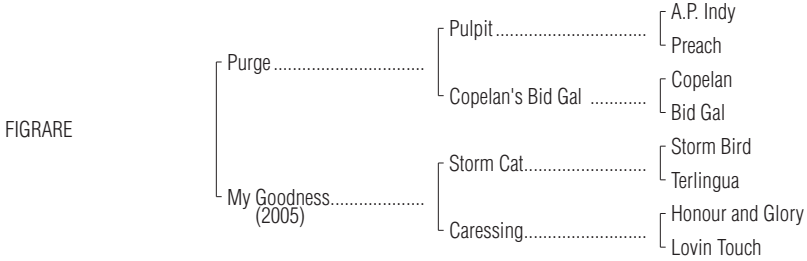 A.P. Indy
Pulpit
Preach
Purge
Copelan
Copelan's Bid Gal
Bid Gal
FIGRARE
Storm Bird
Storm Cat
Terlingua
My Goodness
(2005)
Honour and Glory
Caressing
Lovin Touch